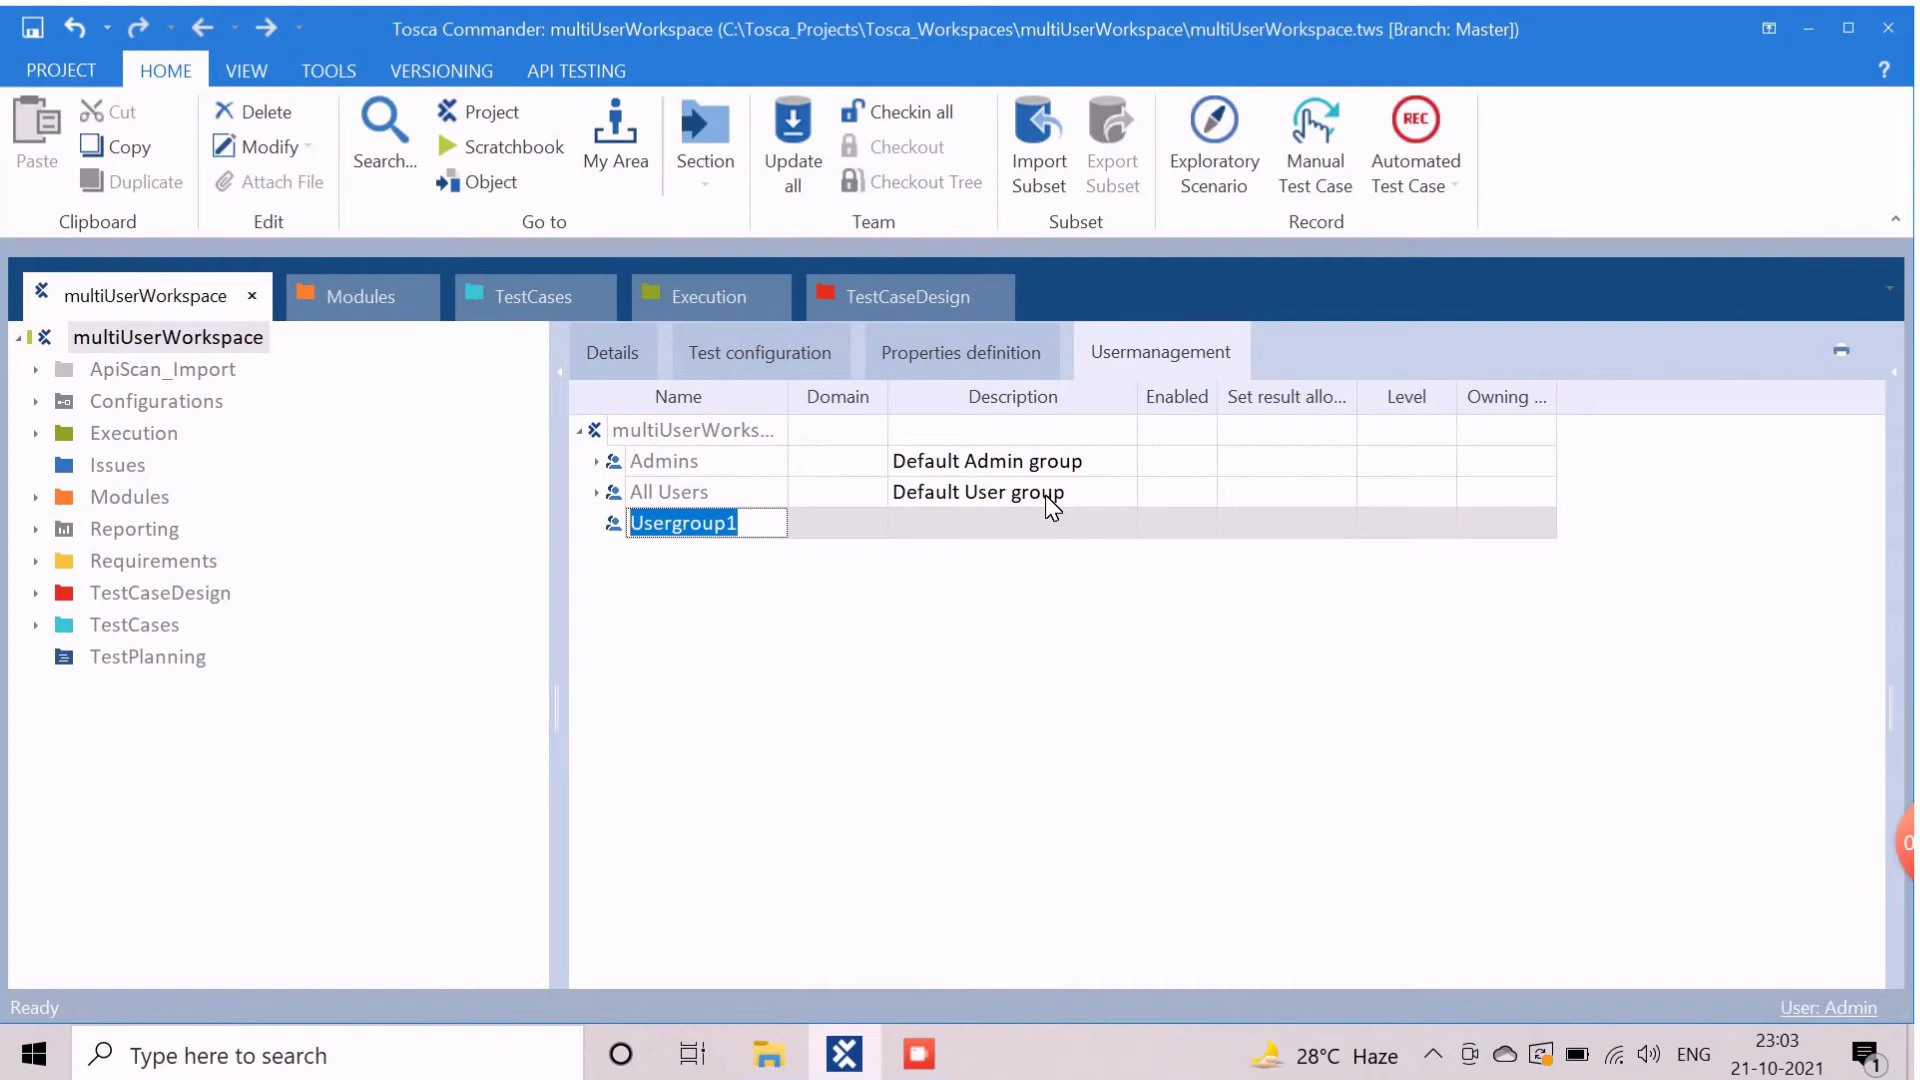 Tosca Commander: multiUserWorkspace (C:\Tosca_Projects\Tosca_Workspaces\multiUserWorkspace\multiUserWorkspace.tws [Branch: Master])
PROJECT HOME VIEW TOOLS VERSIONING API TESTING ?
Paste Cut Copy Duplicate Clipboard
Delete Modify Attach File Edit
Search... Project Scratchbook Object My Area Go to
Section
Update all Checkin all Checkout Checkout Tree Team
Import Subset Export Subset Subset
Exploratory Scenario Manual Test Case REC Automated Test Case Record
multiUserWorkspace × Modules TestCases Execution TestCaseDesign
multiUserWorkspace
ApiScan_Import
Configurations
Execution
Issues
Modules
Reporting
Requirements
TestCaseDesign
TestCases
TestPlanning
Details Test configuration Properties definition Usermanagement
Name Domain Description Enabled Set result allo... Level Owning ...
multiUserWorks...
Admins Default Admin group
All Users Default User group
Usergroup1
0
Ready User: Admin
Type here to search 28°C Haze ENG 23:03
21-10-2021 1